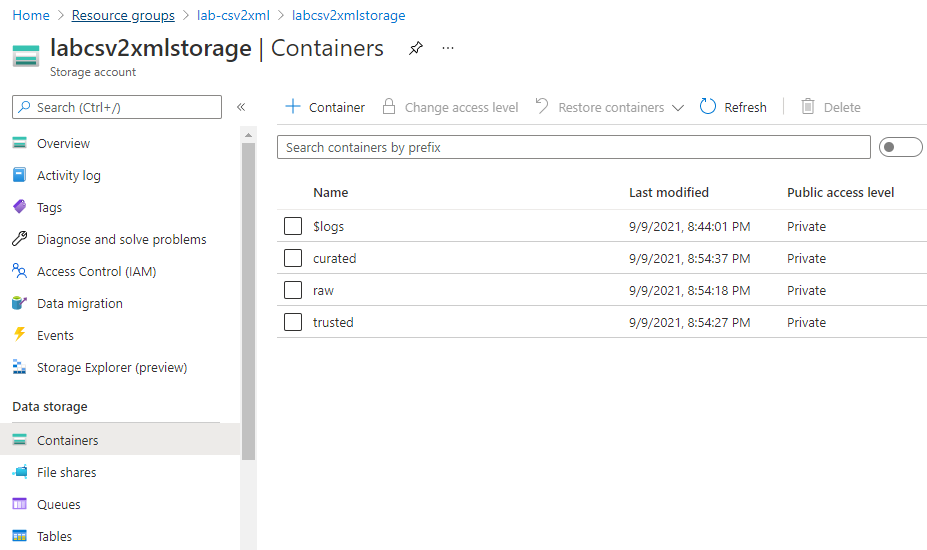 Home > Resource groups > lab-csv2xml > labcsv2xmlstorage
labcsv2xmlstorage | Containers ...
Storage account
Search (Ctrl+/) «
+ Container Change access level Restore containers Refresh Delete
Search containers by prefix
Overview
Activity log
Tags
Diagnose and solve problems
Access Control (IAM)
Data migration
Events
Storage Explorer (preview)
Data storage
Containers
File shares
Queues
Tables
Name Last modified Public access level
$logs 9/9/2021, 8:44:01 PM Private
curated 9/9/2021, 8:54:37 PM Private
raw 9/9/2021, 8:54:18 PM Private
trusted 9/9/2021, 8:54:27 PM Private